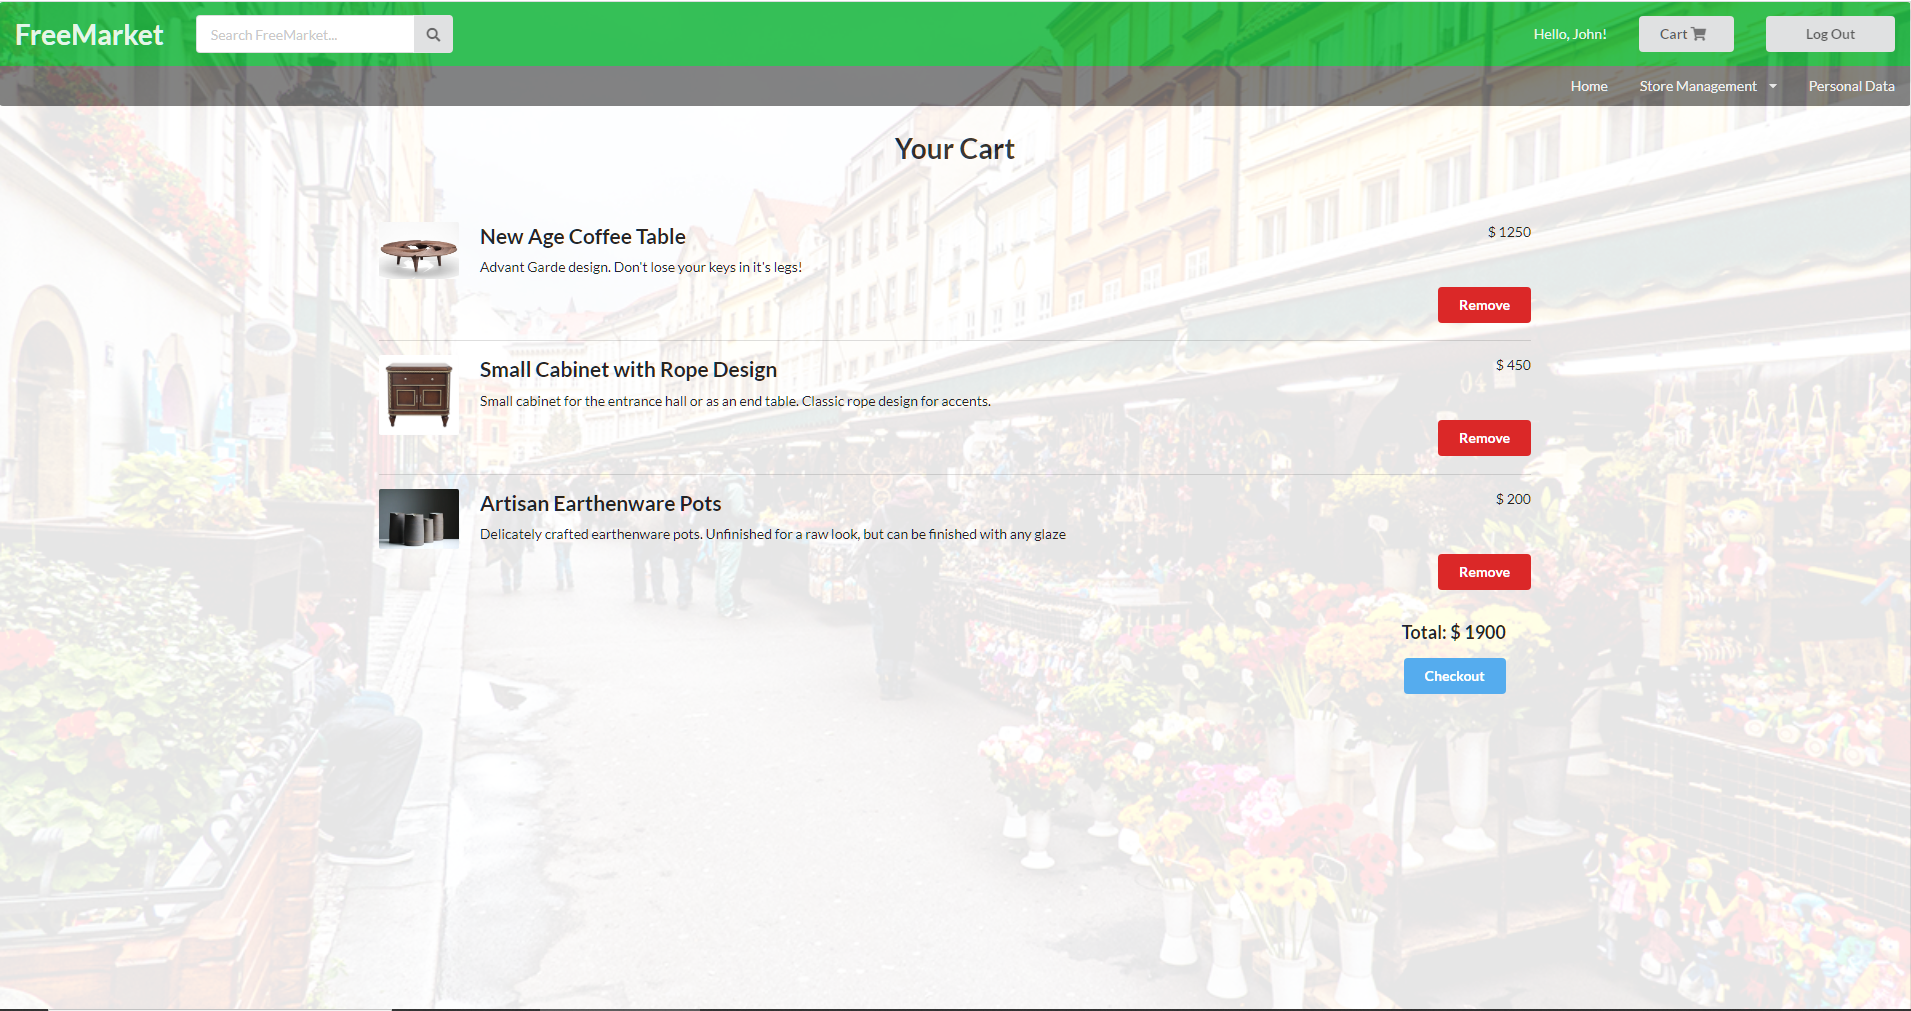 FreeMarket
Search FreeMarket...
Hello, John!
Cart
Log Out
Home
Store Management
Personal Data
Your Cart
New Age Coffee Table
$ 1250
Advant Garde design. Don't lose your keys in it's legs!
Remove
Small Cabinet with Rope Design
$ 450
Small cabinet for the entrance hall or as an end table. Classic rope design for accents.
Remove
Artisan Earthenware Pots
$ 200
Delicately crafted earthenware pots. Unfinished for a raw look, but can be finished with any glaze
Remove
Total: $ 1900
Checkout
04